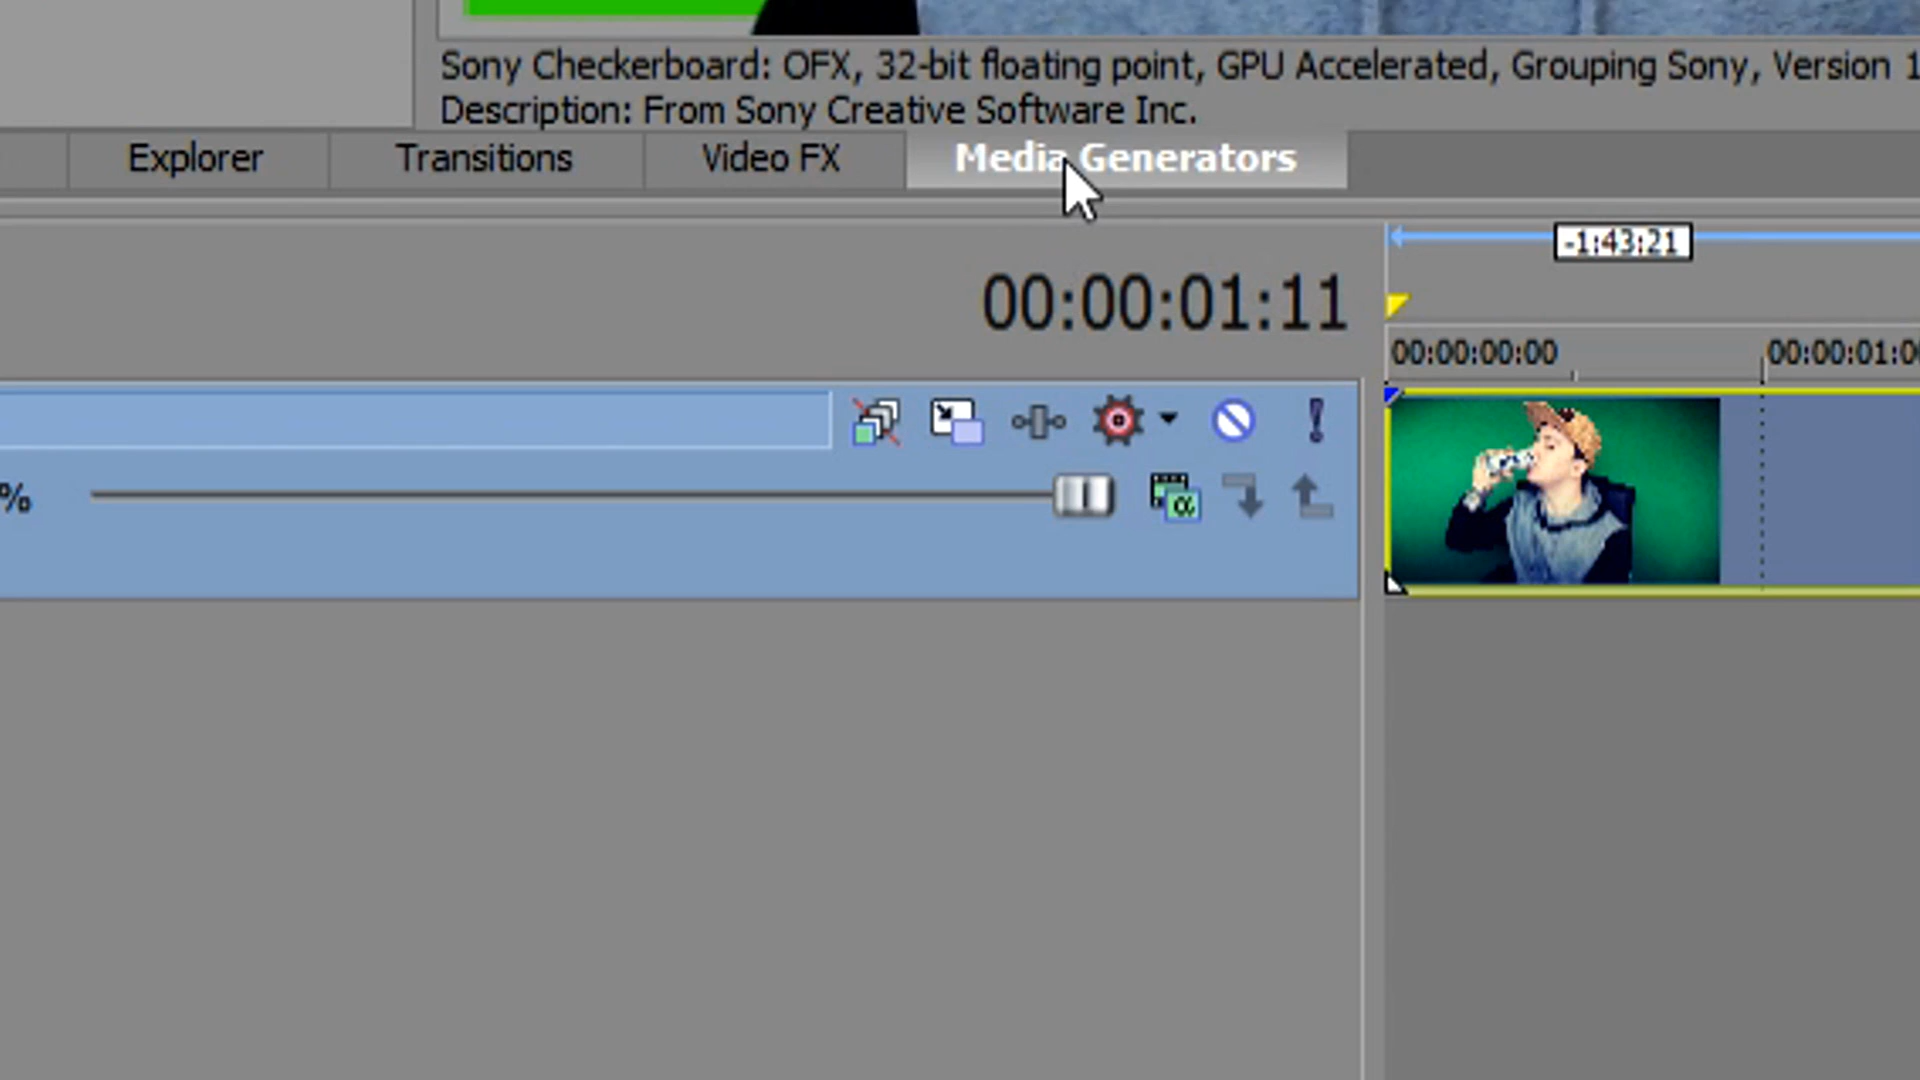 Sony Checkerboard: OFX, 32-bit floating point, GPU Accelerated, Grouping Sony, Version 1
Description: From Sony Creative Software Inc.
Explorer Transitions Video FX Media Generators
-1:43:21
00:00:01:11
00:00:00:00 00:00:01:0
%
α